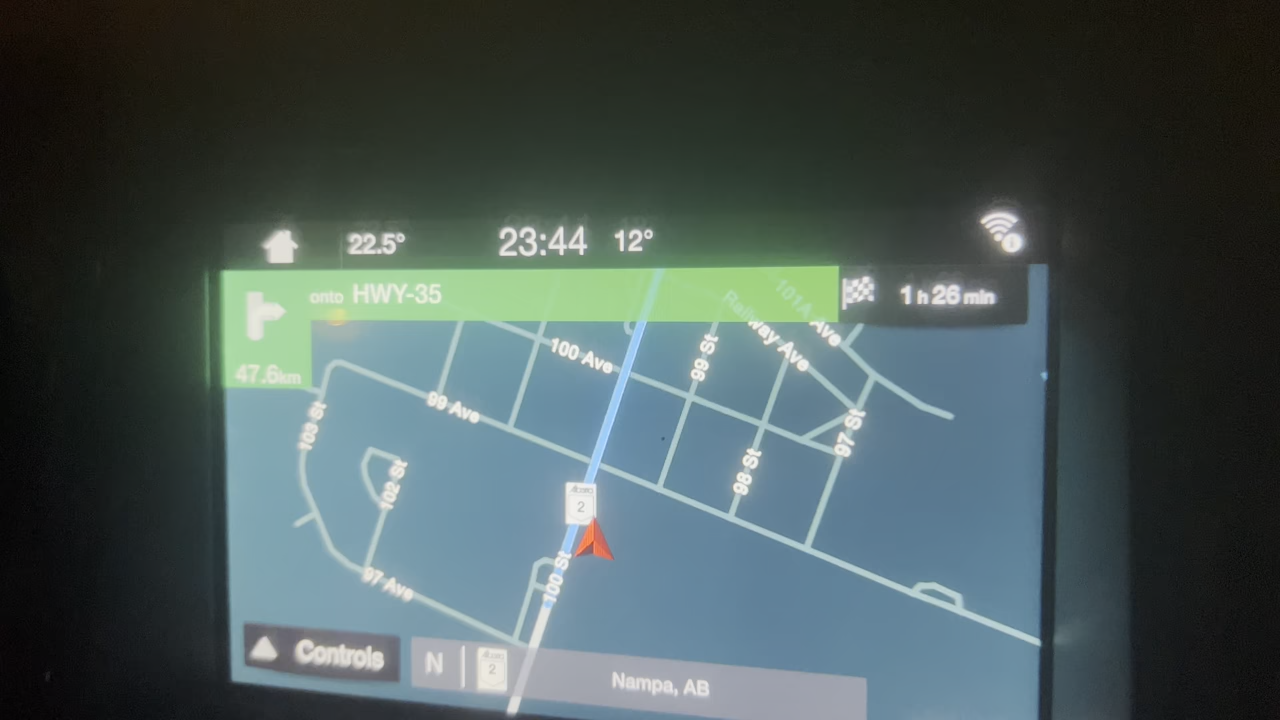 22.5° 23:44 12°
onto HWY-35
1 h 26 min
47.6km
101A Ave
Railway Ave
100 Ave
99 St
99 Ave
103 St
97 St
102 St
98 St
2
100 St
97 Ave
Controls
N 2 Nampa, AB